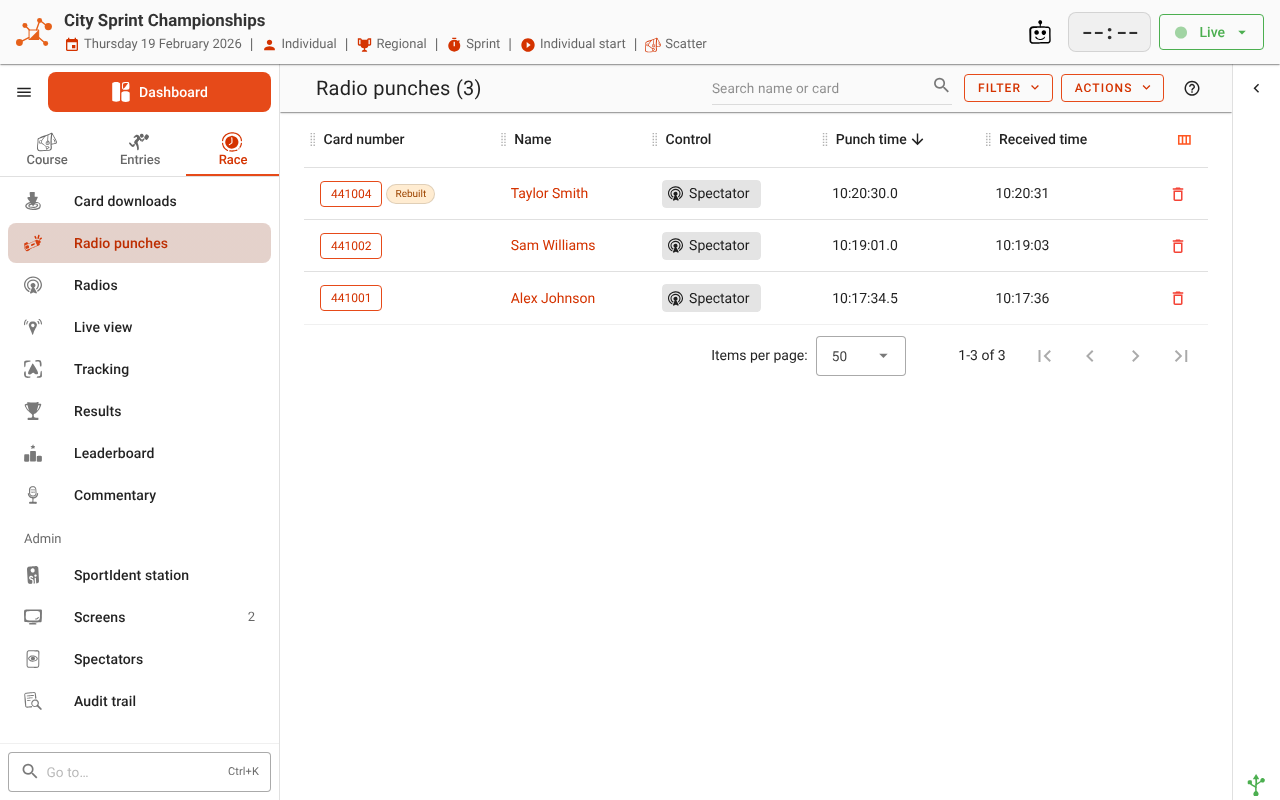 City Sprint Championships
Thursday 19 February 2026 | Individual | Regional | Sprint | Individual start | Scatter
--:--
Live
Dashboard
Radio punches (3)
Search name or card
FILTER
ACTIONS
Course
Entries
Race
Card downloads
Radio punches
Radios
Live view
Tracking
Results
Leaderboard
Commentary
Admin
SportIdent station
Screens 2
Spectators
Audit trail
Go to... Ctrl+K
Card number Name Control Punch time Received time
441004 Rebuilt Taylor Smith Spectator 10:20:30.0 10:20:31
441002 Sam Williams Spectator 10:19:01.0 10:19:03
441001 Alex Johnson Spectator 10:17:34.5 10:17:36
Items per page: 50 1-3 of 3